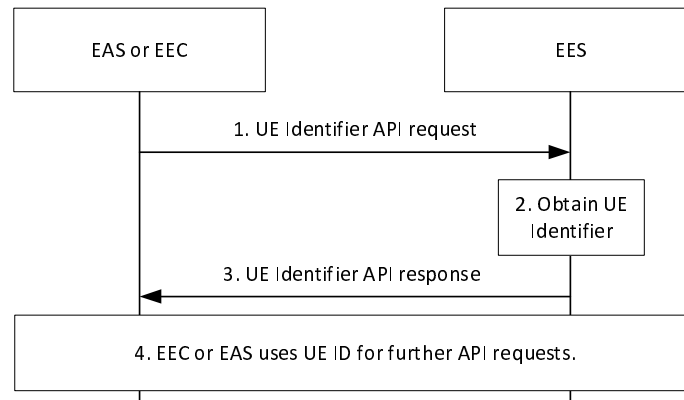 EAS or EEC
EES
1. UE Identifier API request
2. Obtain UE
Identifier
3. UE Identifier API response
4. EEC or EAS uses UE ID for further API requests.